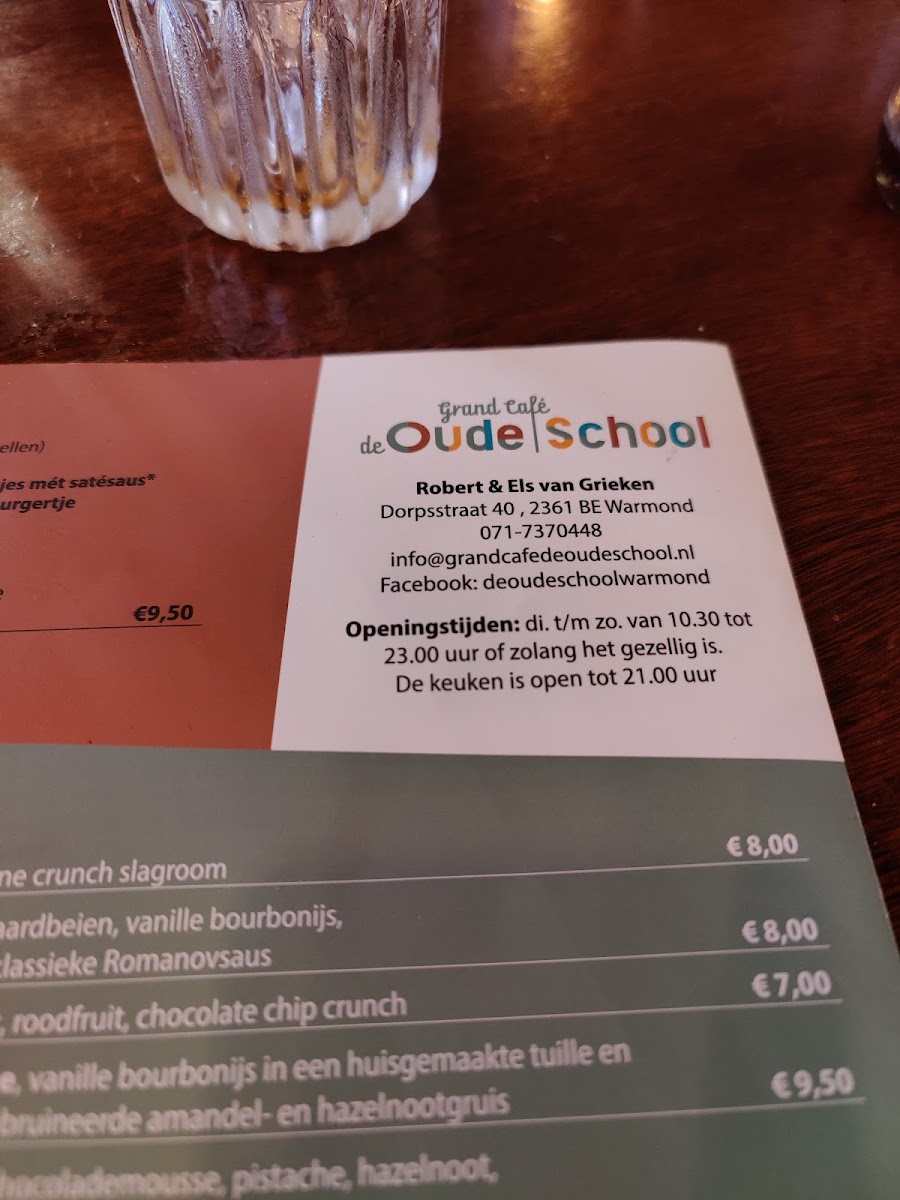 ellen)
jes mét satésaus*
urgertje
€9,50
Grand Café
de Oude School
Robert & Els van Grieken
Dorpsstraat 40 , 2361 BE Warmond
071-7370448
info@grandcafedeoudeschool.nl
Facebook: deoudeschoolwarmond
Openingstijden: di. t/m zo. van 10.30 tot
23.00 uur of zolang het gezellig is.
De keuken is open tot 21.00 uur
me crunch slagroom € 8,00
aardbeien, vanille bourbonijs,
klassieke Romanovsaus € 8,00
, roodfruit, chocolate chip crunch € 7,00
e, vanille bourbonijs in een huisgemaakte tuille en
bruineerde amandel- en hazelnootgruis € 9,50
chocolademousse, pistache, hazelnoot,